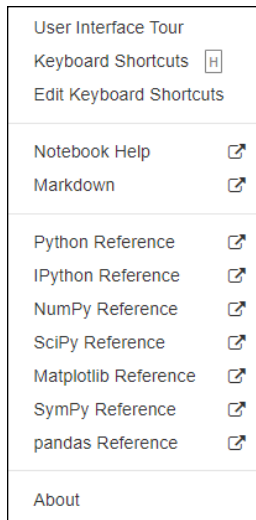 User Interface Tour
Keyboard Shortcuts H
Edit Keyboard Shortcuts
Notebook Help
Markdown
Python Reference
IPython Reference
NumPy Reference
SciPy Reference
Matplotlib Reference
SymPy Reference
pandas Reference
About